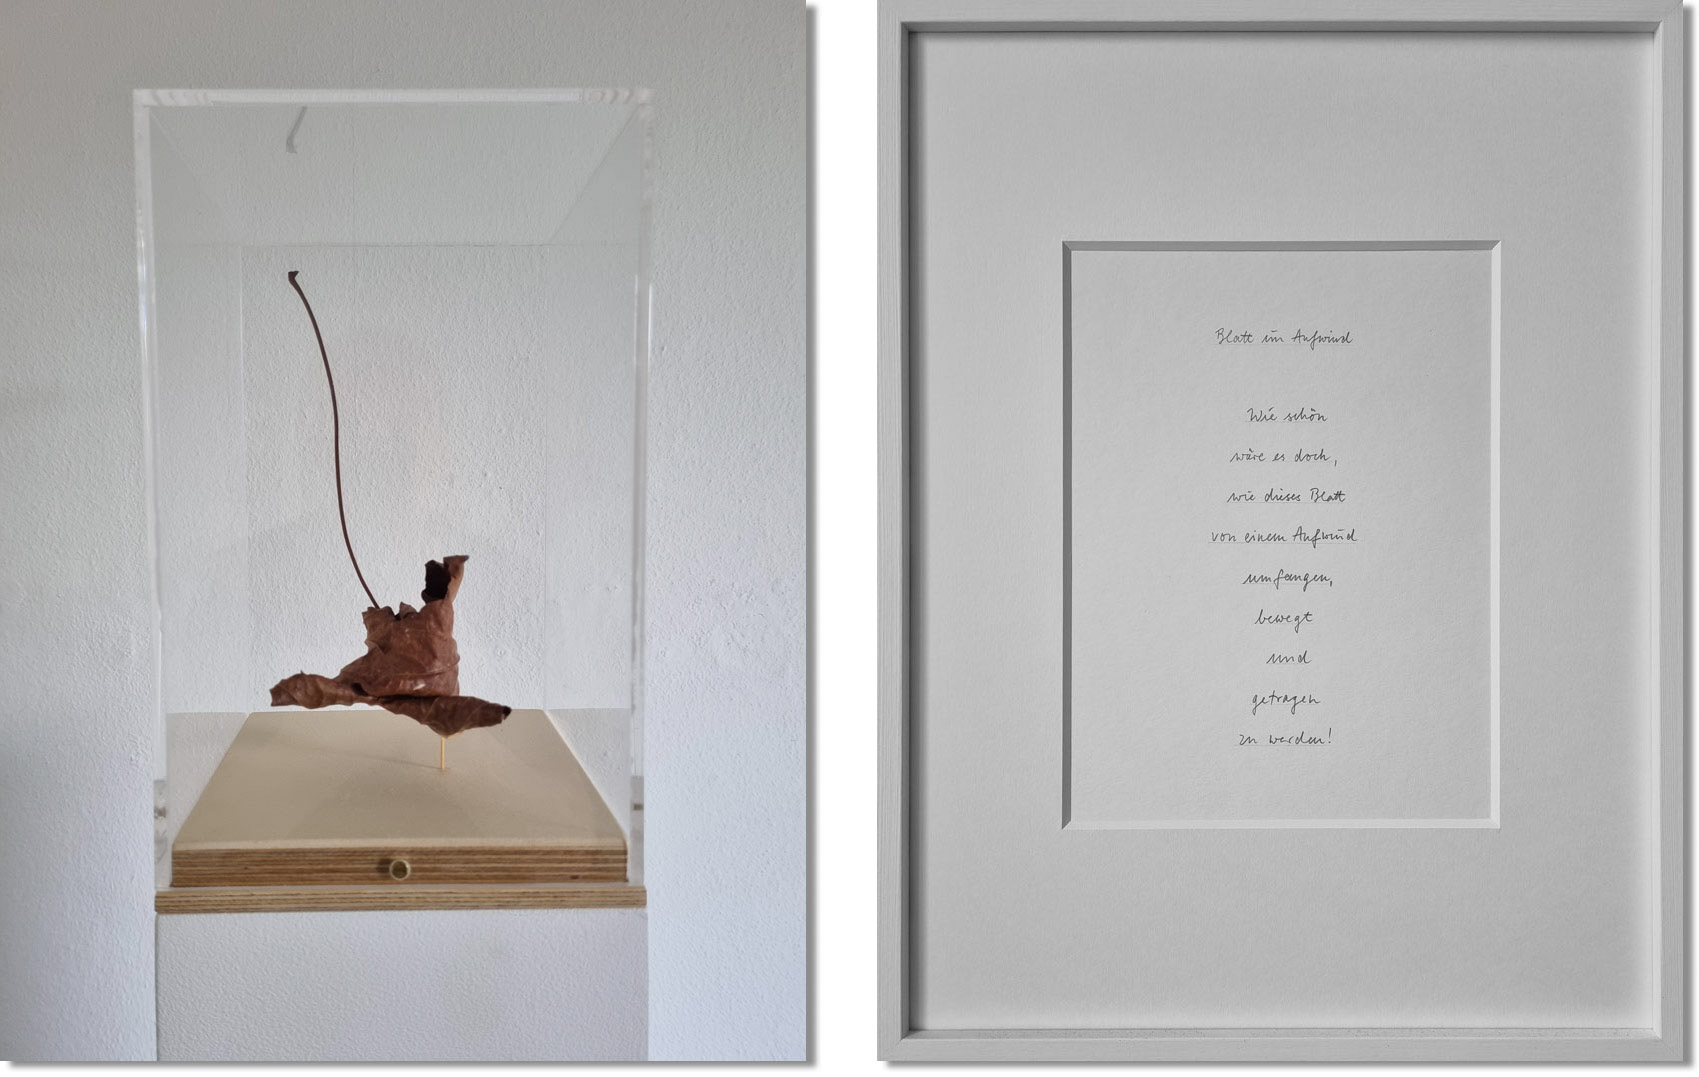 Blatt im Aufwind
Wie schön
wäre es doch,
wie dieses Blatt
von einem Aufwind
umfangen,
bewegt
und
getragen
zu werden!